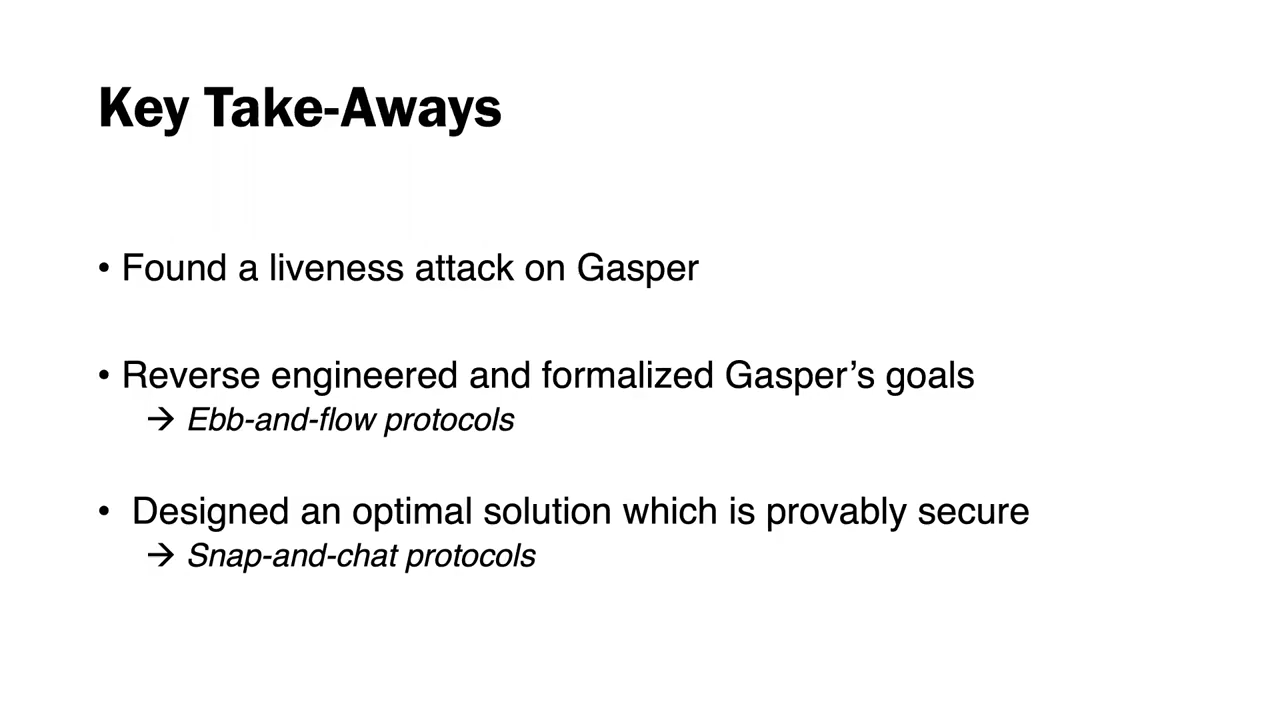 Key Take-Aways
• Found a liveness attack on Gasper
• Reverse engineered and formalized Gasper’s goals
→ Ebb-and-flow protocols
• Designed an optimal solution which is provably secure
→ Snap-and-chat protocols